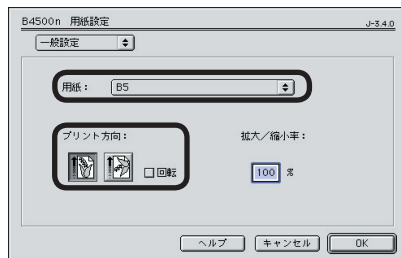 B4500n 用紙設定
J-3.4.0
一般設定
用紙： B5
プリント方向：
拡大／縮小率：
回転
100 %
ヘルプ キャンセル OK